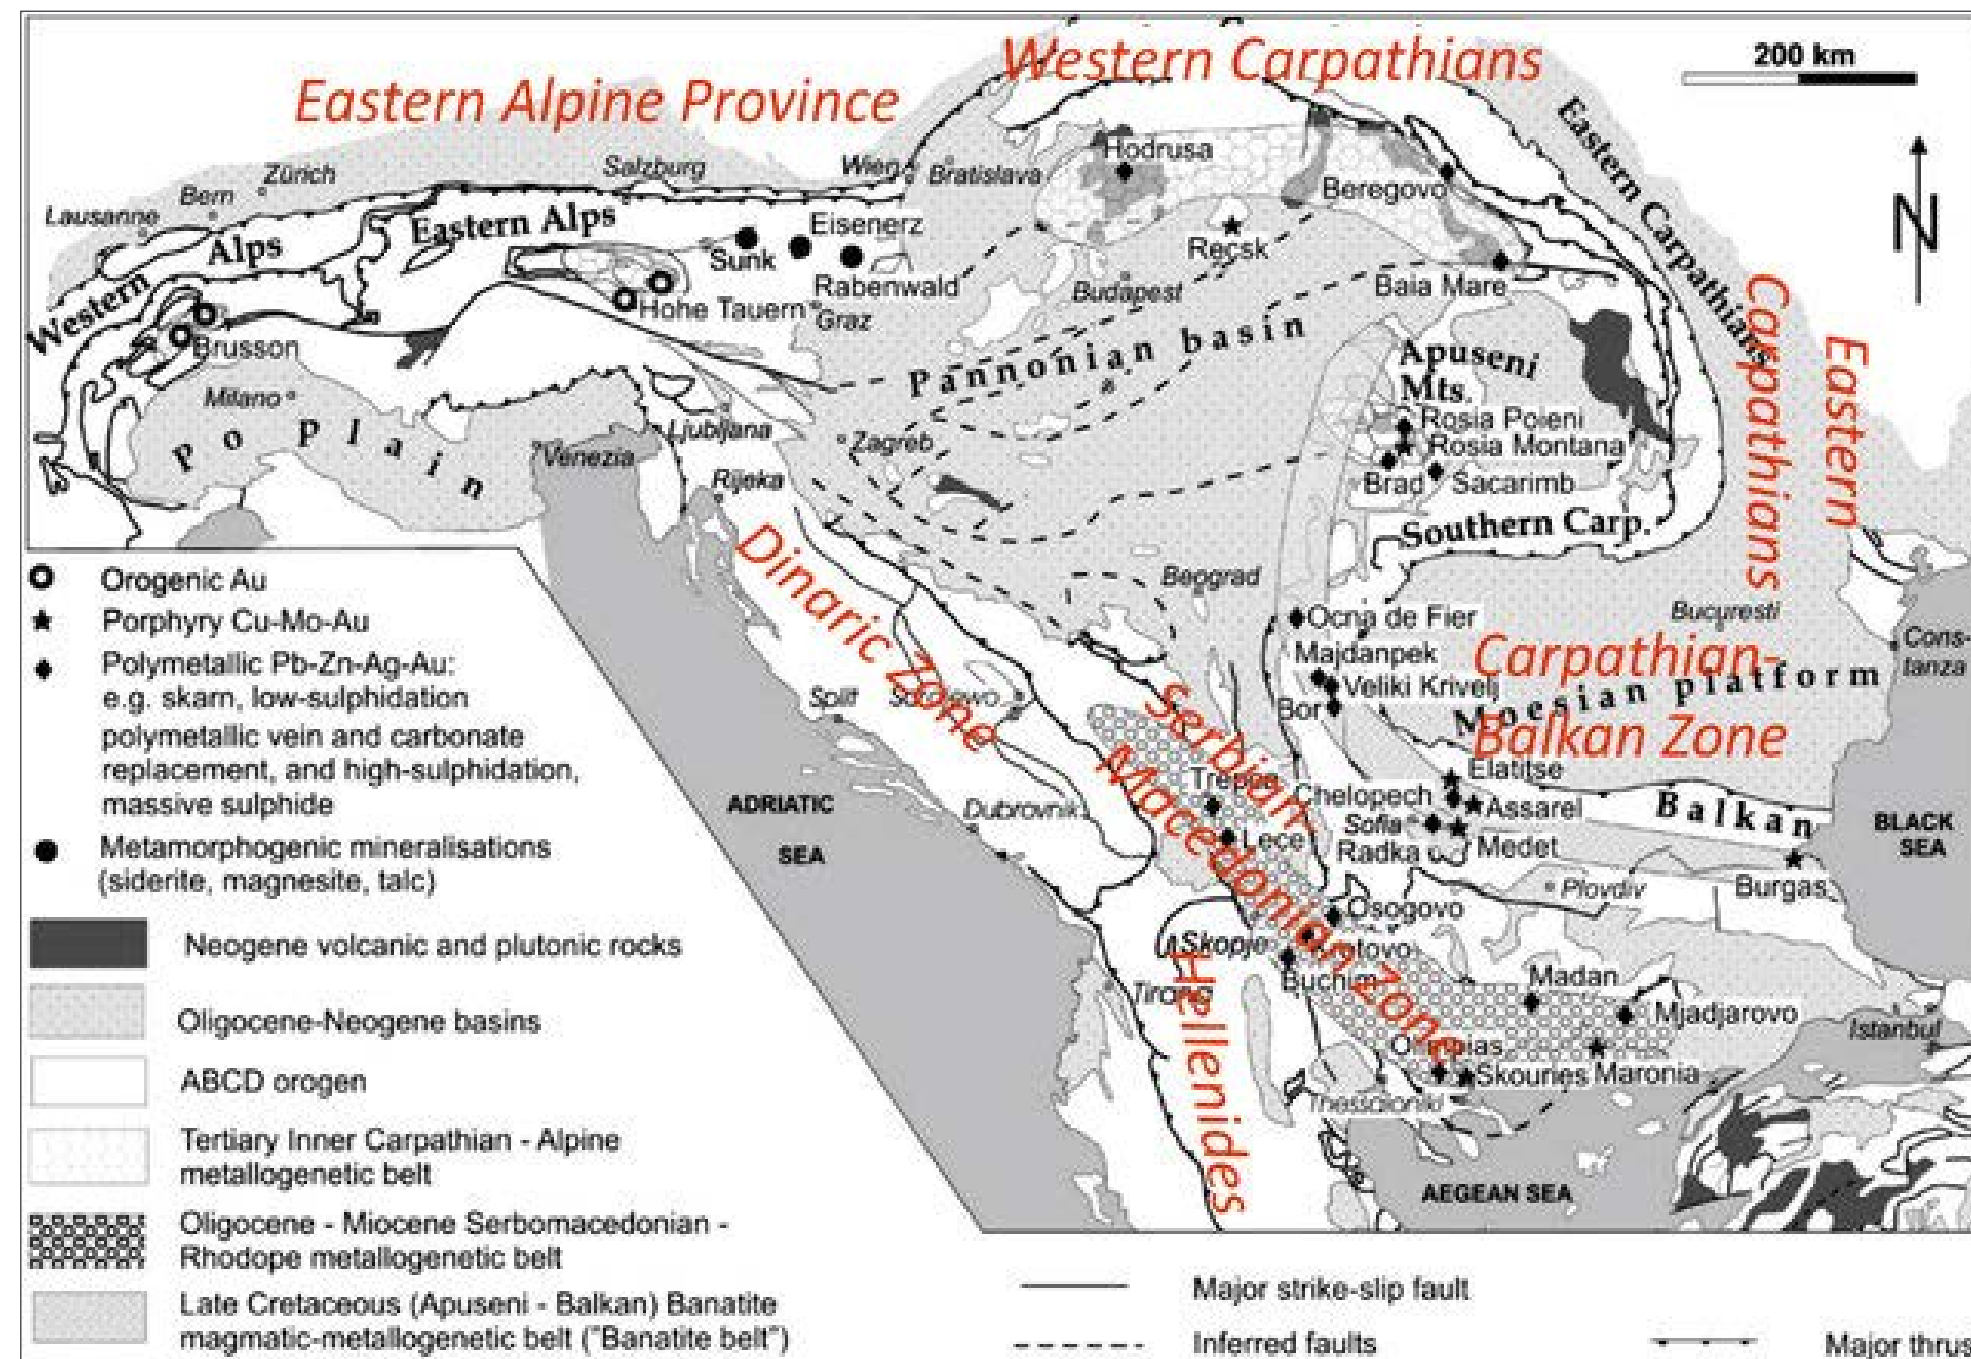 Western Carpathians
200 km
Eastern Alpine Province
Eastern Carpathians
N
Hodrusa
Wien
Bratislava
Salzburg
Zürich
Bern
Lausanne
Beregovo
Eastern Alps
Alps
Western
Eisenerz
Sunk
Rabenwald
Recsk
Budapest
Baia Mare
Hohe Tauern
Graz
Brusson
Pannonian basin
Apuseni
Mts.
Carpathians
Eastern
Milano
Po Plain
Rosia Poieni
Rosia Montana
Brad
Sacarimb
Ljubljana
Zagreb
Venezia
Rijeka
Southern Carp.
Dinaric Zone
Beograd
Ocna de Fier
Bucuresti
Cons-
tanza
Majdanpek
Carpathian-
Veliki Krivelj
Moesian platform
Bor
Balkan Zone
Split
Serbian-
Macedonian Zone
Elatitse
Chelopech
Assarel
Balkan
BLACK
SEA
ADRIATIC
SEA
Dubrovnik
Lece
Sofia
Radka
Medet
Burgas
Plovdiv
Osogovo
Skopje
Buchim
Madan
Mjadjarovo
Istanbul
Hellenides
Skouries
Maronia
Thessaloniki
AEGEAN SEA
Orogenic Au
Porphyry Cu-Mo-Au
Polymetallic Pb-Zn-Ag-Au:
e.g. skarn, low-sulphidation
polymetallic vein and carbonate
replacement, and high-sulphidation,
massive sulphide
Metamorphogenic mineralisations
(siderite, magnesite, talc)
Neogene volcanic and plutonic rocks
Oligocene-Neogene basins
ABCD orogen
Tertiary Inner Carpathian - Alpine
metallogenetic belt
Oligocene - Miocene Serbomacedonian -
Rhodope metallogenetic belt
Late Cretaceous (Apuseni - Balkan) Banatite
magmatic-metallogenetic belt ("Banatite belt")
Major strike-slip fault
Inferred faults
Major thrus